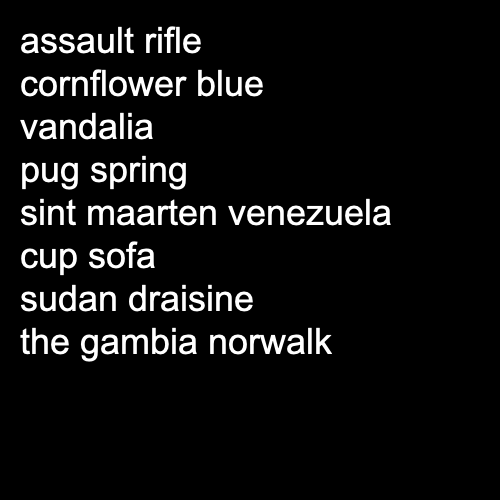 assault rifle
cornflower blue
vandalia
pug spring
sint maarten venezuela
cup sofa
sudan draisine
the gambia norwalk